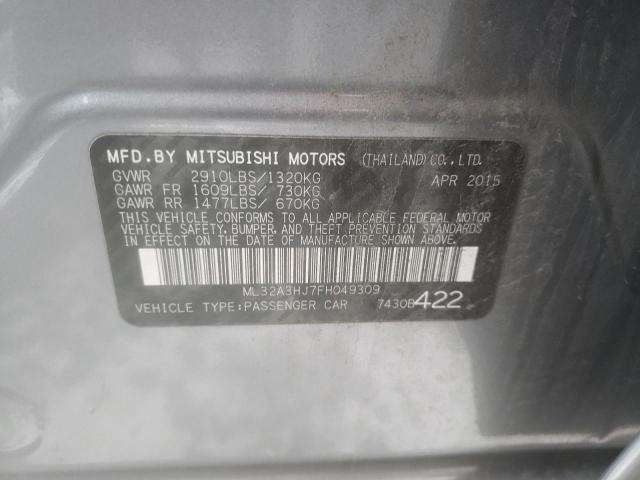 MFD.BY MITSUBISHI MOTORS (THAILAND)CO.,LTD.
GVWR 2910LBS/1320KG APR 2015
GAWR FR 1609LBS/ 730KG
GAWR RR 1477LBS/ 670KG
THIS VEHICLE CONFORMS TO ALL APPLICABLE FEDERAL MOTOR
VEHICLE SAFETY, BUMPER, AND THEFT PREVENTION STANDARDS
IN EFFECT ON THE DATE OF MANUFACTURE SHOWN ABOVE.
ML32A3HJ7FH049309
VEHICLE TYPE:PASSENGER CAR 7430B422